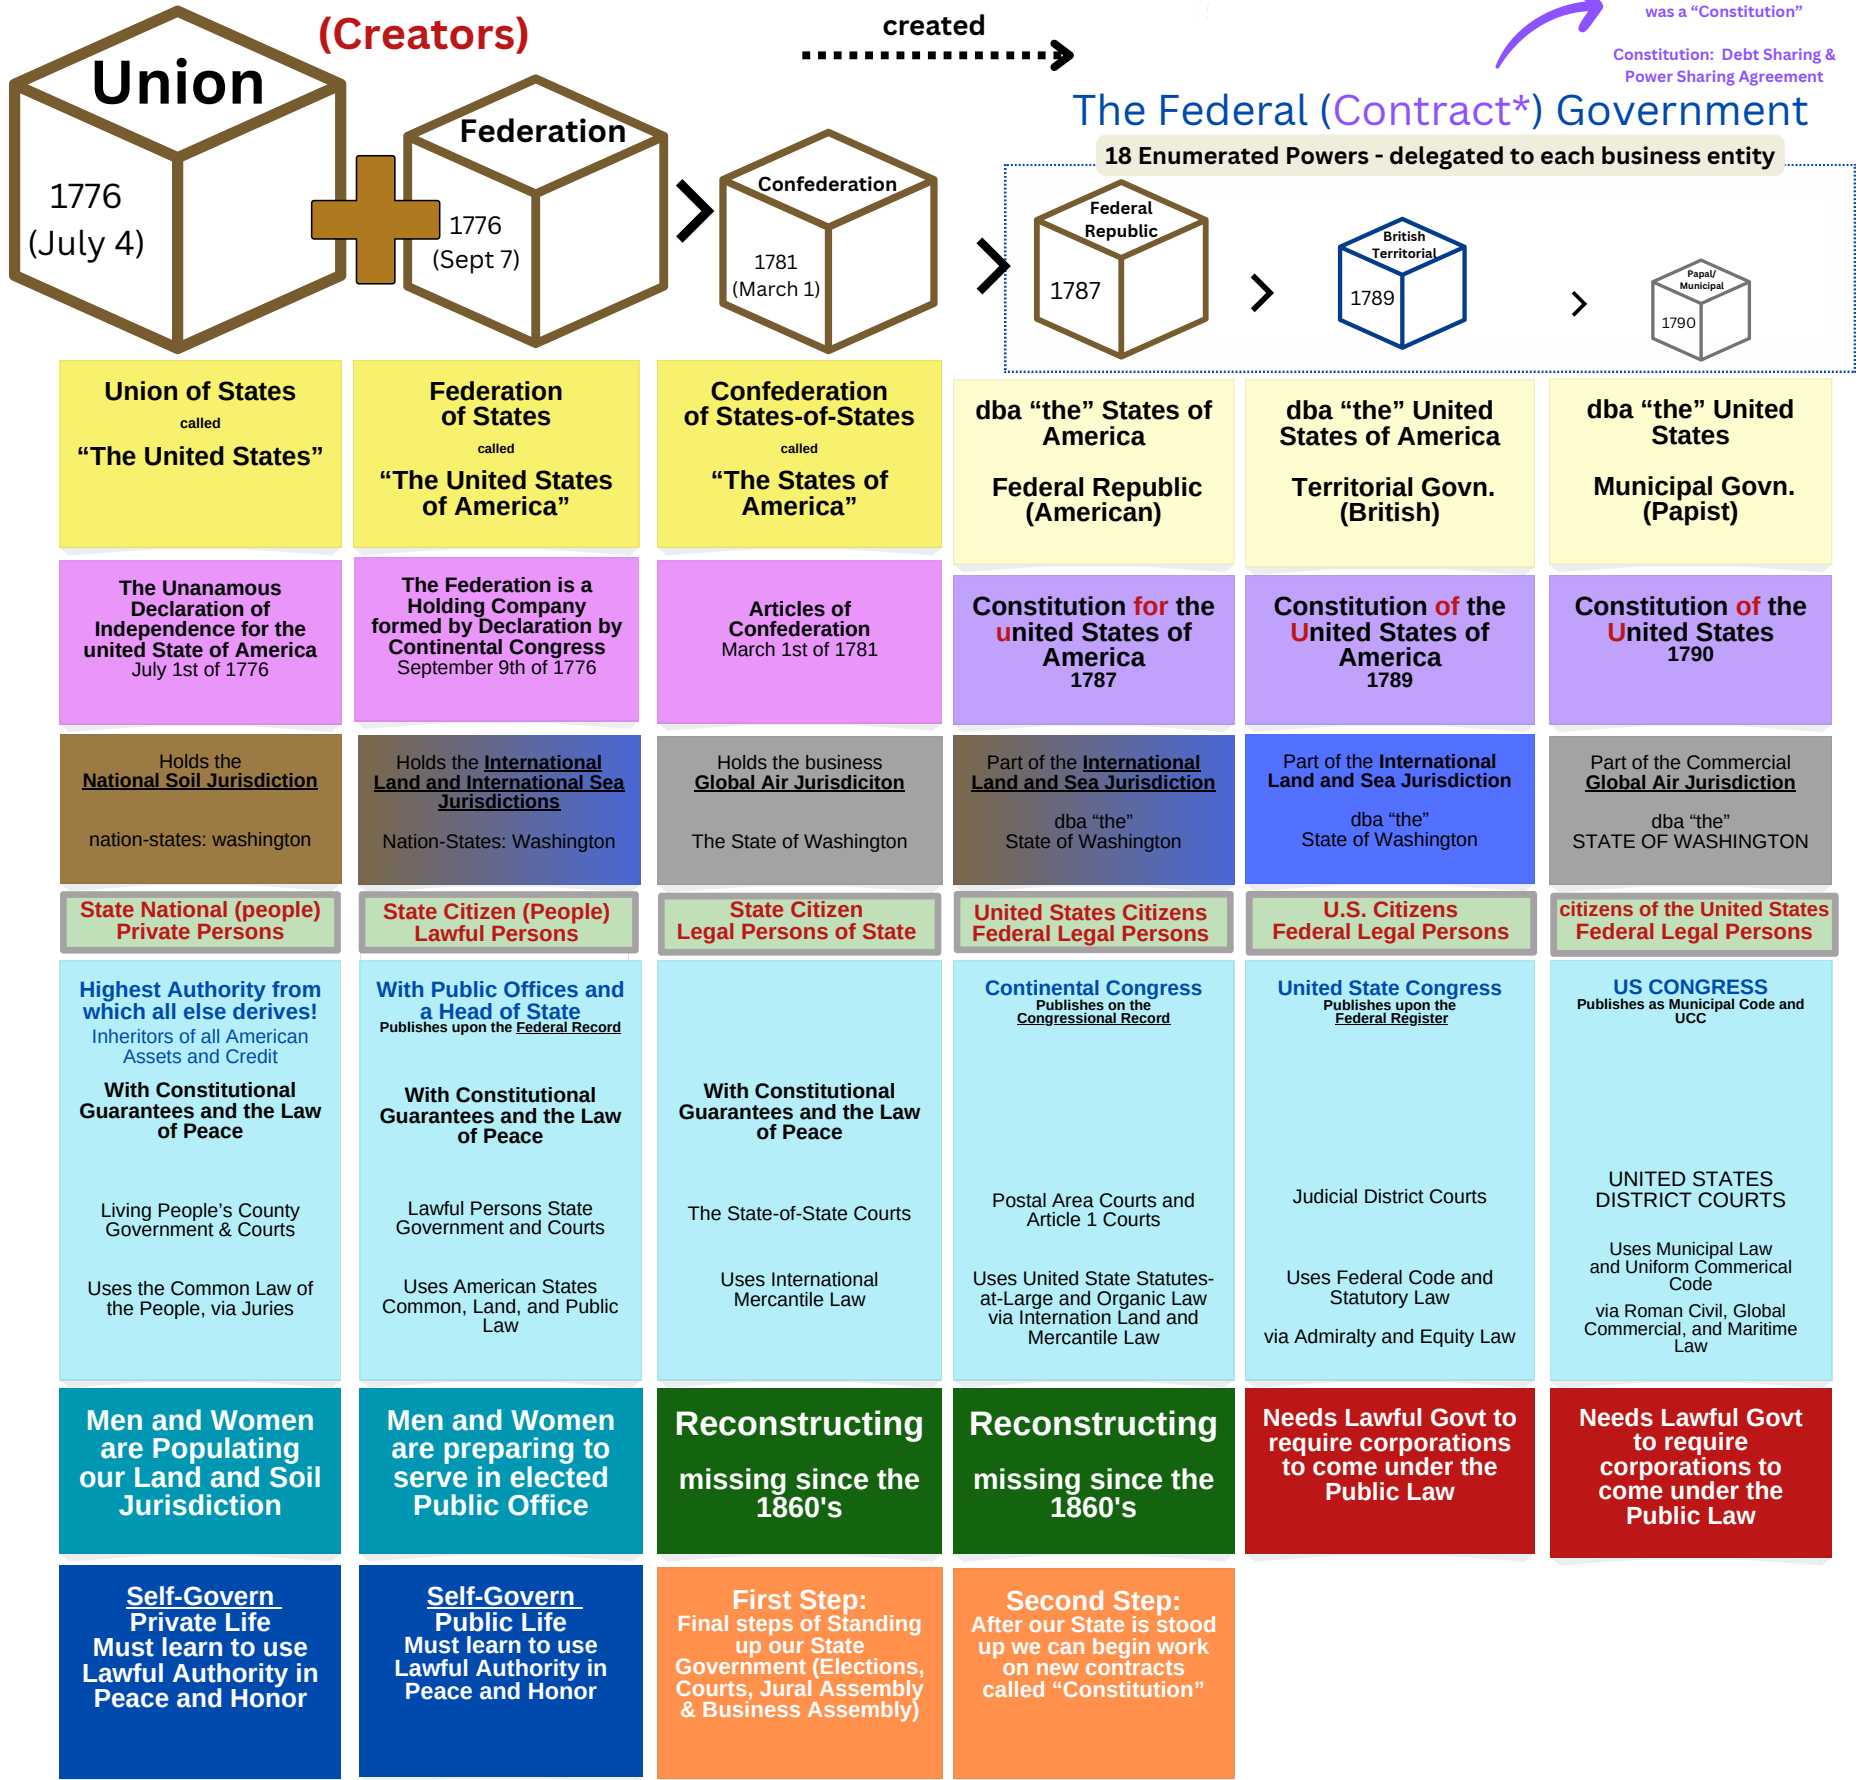 (Creators)
created
was a “Constitution”
Constitution: Debt Sharing &
Power Sharing Agreement
The Federal (Contract*) Government
18 Enumerated Powers - delegated to each business entity
Union
1776
(July 4)
Federation
1776
(Sept 7)
Confederation
1781
(March 1)
Federal
Republic
1787
British
Territorial
1789
Papal/
Municipal
1790
Union of States
called
“The United States”
Federation
of States
called
“The United States
of America”
Confederation
of States-of-States
called
“The States of
America”
dba “the” States of
America
Federal Republic
(American)
dba “the” United
States of America
Territorial Govn.
(British)
dba “the” United
States
Municipal Govn.
(Papist)
The Unanamous
Declaration of
Independence for the
united State of America
July 1st of 1776
The Federation is a
Holding Company
formed by Declaration by
Continental Congress
September 9th of 1776
Articles of
Confederation
March 1st of 1781
Constitution for the
united States of
America
1787
Constitution of the
United States of
America
1789
Constitution of the
United States
1790
Holds the
National Soil Jurisdiction
nation-states: washington
Holds the International
Land and International Sea
Jurisdictions
Nation-States: Washington
Holds the business
Global Air Jurisdiciton
The State of Washington
Part of the International
Land and Sea Jurisdiction
dba “the”
State of Washington
Part of the International
Land and Sea Jurisdiction
dba “the”
State of Washington
Part of the Commercial
Global Air Jurisdiction
dba “the”
STATE OF WASHINGTON
State National (people)
Private Persons
State Citizen (People)
Lawful Persons
State Citizen
Legal Persons of State
United States Citizens
Federal Legal Persons
U.S. Citizens
Federal Legal Persons
citizens of the United States
Federal Legal Persons
Highest Authority from
which all else derives!
Inheritors of all American
Assets and Credit
With Constitutional
Guarantees and the Law
of Peace
Living People’s County
Government & Courts
Uses the Common Law of
the People, via Juries
With Public Offices and
a Head of State
Publishes upon the Federal Record
With Constitutional
Guarantees and the Law
of Peace
Lawful Persons State
Government and Courts
Uses American States
Common, Land, and Public
Law
With Constitutional
Guarantees and the Law
of Peace
The State-of-State Courts
Uses International
Mercantile Law
Continental Congress
Publishes on the
Congressional Record
Postal Area Courts and
Article 1 Courts
Uses United State Statutes-
at-Large and Organic Law
via Internation Land and
Mercantile Law
United State Congress
Publishes upon the
Federal Register
Judicial District Courts
Uses Federal Code and
Statutory Law
via Admiralty and Equity Law
US CONGRESS
Publishes as Municipal Code and
UCC
UNITED STATES
DISTRICT COURTS
Uses Municipal Law
and Uniform Commerical
Code
via Roman Civil, Global
Commercial, and Maritime
Law
Men and Women
are Populating
our Land and Soil
Jurisdiction
Men and Women
are preparing to
serve in elected
Public Office
Reconstructing
missing since the
1860's
Reconstructing
missing since the
1860's
Needs Lawful Govt to
require corporations
to come under the
Public Law
Needs Lawful Govt
to require
corporations to
come under the
Public Law
Self-Govern
Private Life
Must learn to use
Lawful Authority in
Peace and Honor
Self-Govern
Public Life
Must learn to use
Lawful Authority in
Peace and Honor
First Step:
Final steps of Standing
up our State
Government (Elections,
Courts, Jural Assembly
& Business Assembly)
Second Step:
After our State is stood
up we can begin work
on new contracts
called “Constitution”